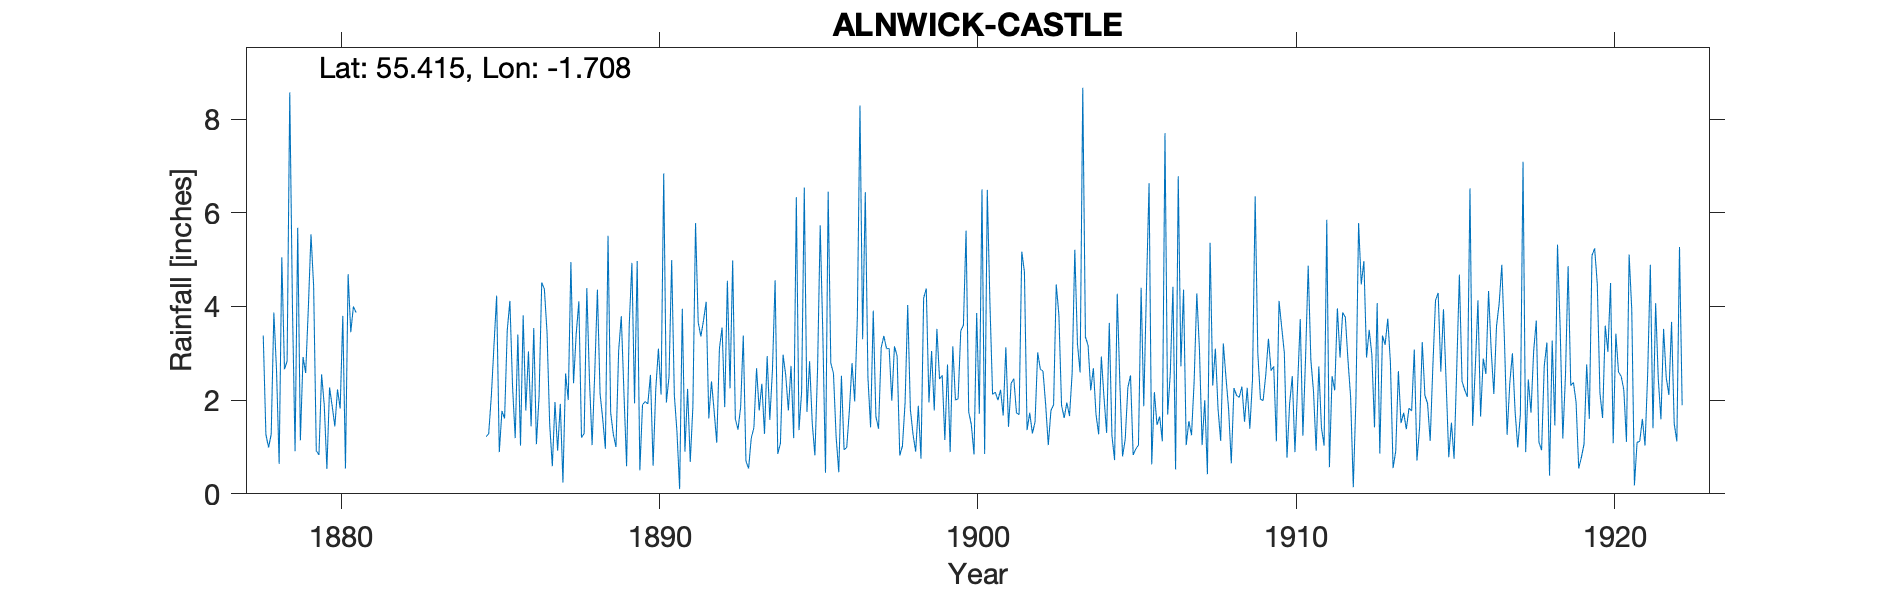 ALNWICK-CASTLE
Lat: 55.415, Lon: -1.708
Rainfall [inches]
8
6
4
2
0
1880 1890 1900 1910 1920
Year